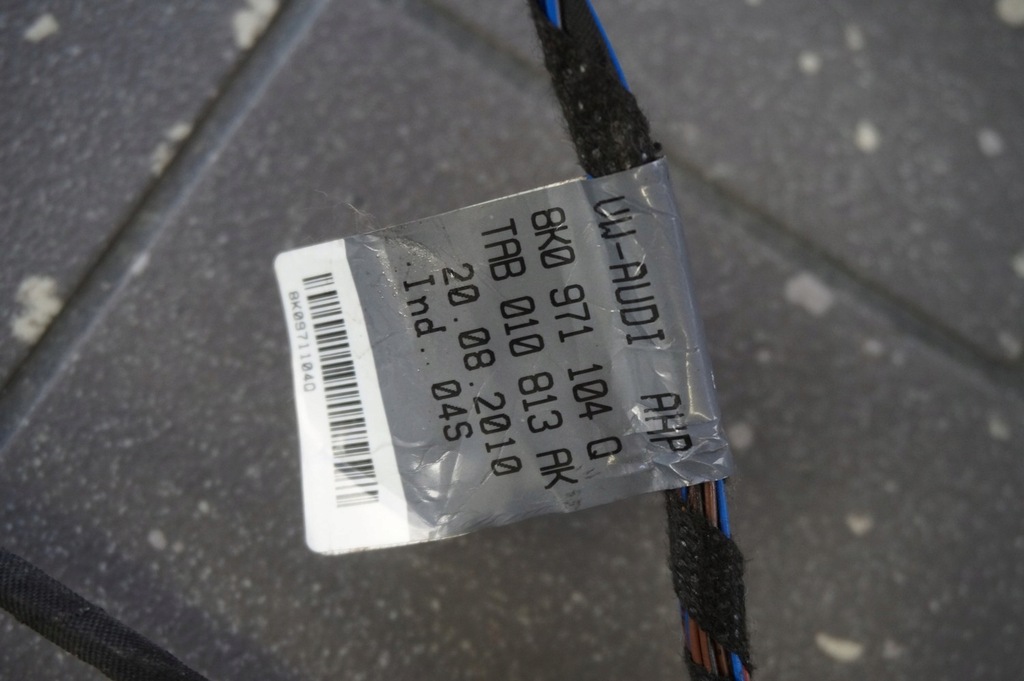 VW-AUDI AHP
8K0 971 104 Q
TAB 010 813 AK
20.08.2010
.Ind..04S
8K0971104Q